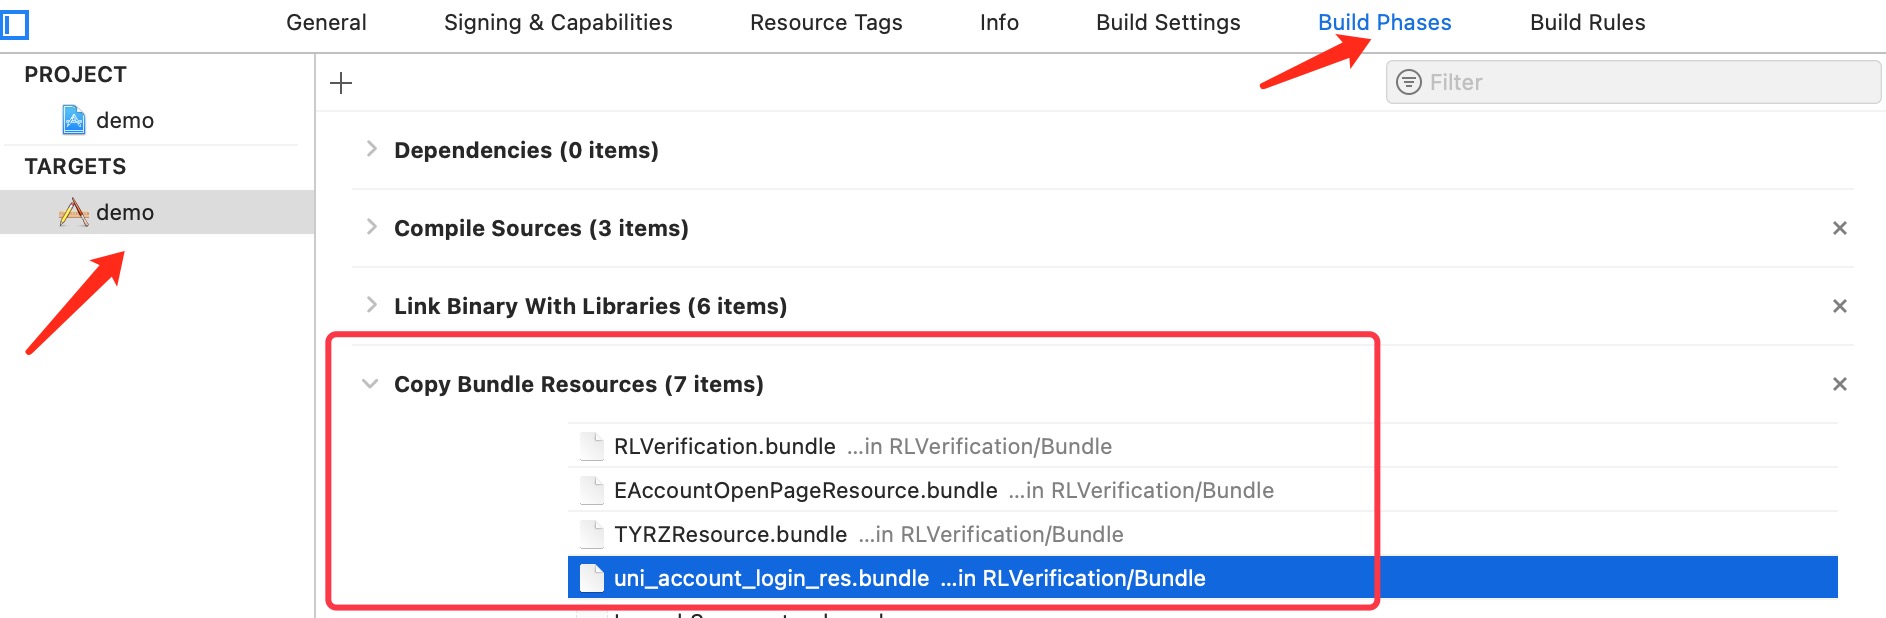 General Signing & Capabilities Resource Tags Info Build Settings Build Phases Build Rules
PROJECT
demo
TARGETS
demo
Filter
Dependencies (0 items)
Compile Sources (3 items)
Link Binary With Libraries (6 items)
Copy Bundle Resources (7 items)
RLVerification.bundle ...in RLVerification/Bundle
EAccountOpenPageResource.bundle ...in RLVerification/Bundle
TYRZResource.bundle ...in RLVerification/Bundle
uni_account_login_res.bundle ...in RLVerification/Bundle